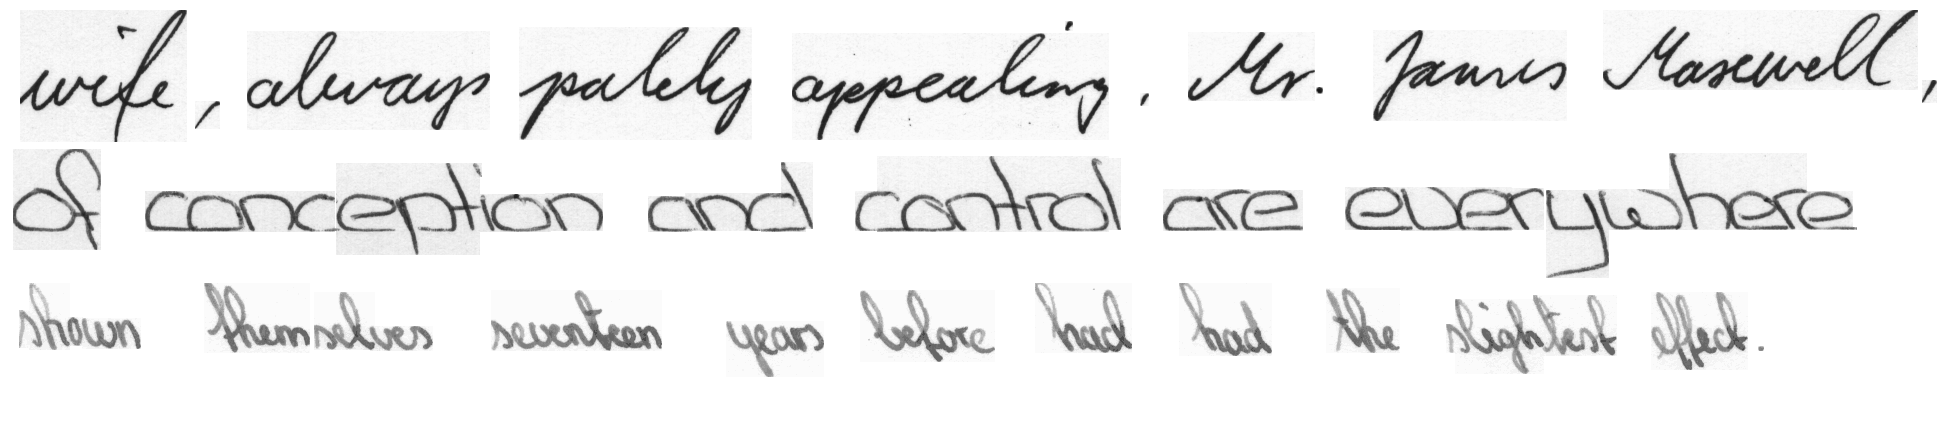 wife, always palely appealing. Mr. James Maxwell,
of conception and control are everywhere
shown themselves seventeen years before had had the slightest effect.